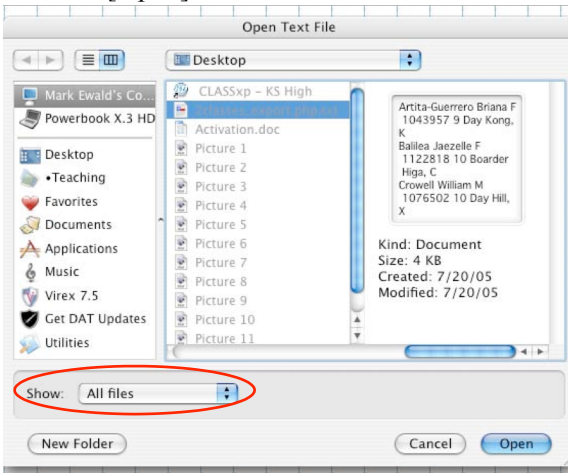 Open Text File
Desktop
Mark Ewald's Co...
Powerbook X.3 HD
Desktop
•Teaching
Favorites
Documents
Applications
Music
Virex 7.5
Get DAT Updates
Utilities
CLASSxp – KS High
Activation.doc
Picture 1
Picture 2
Picture 3
Picture 4
Picture 5
Picture 6
Picture 7
Picture 8
Picture 9
Picture 10
Picture 11
Artita-Guerrero Briana F
1043957 9 Day Kong,
K
Balilea Jaezelle F
1122818 10 Boarder
Higa, C
Crowell William M
1076502 10 Day Hill,
X
Kind: Document
Size: 4 KB
Created: 7/20/05
Modified: 7/20/05
Show: All files
New Folder
Cancel
Open